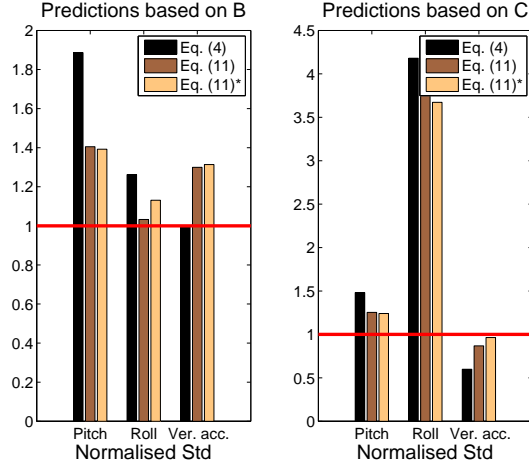 Predictions based on B
Eq. (4)
Eq. (11)
Eq. (11)*
2
1.8
1.6
1.4
1.2
1
0.8
0.6
0.4
0.2
0
Pitch Roll Ver. acc.
Normalised Std
Predictions based on C
Eq. (4)
Eq. (11)
Eq. (11)*
4.5
4
3.5
3
2.5
2
1.5
1
0.5
0
Pitch Roll Ver. acc.
Normalised Std